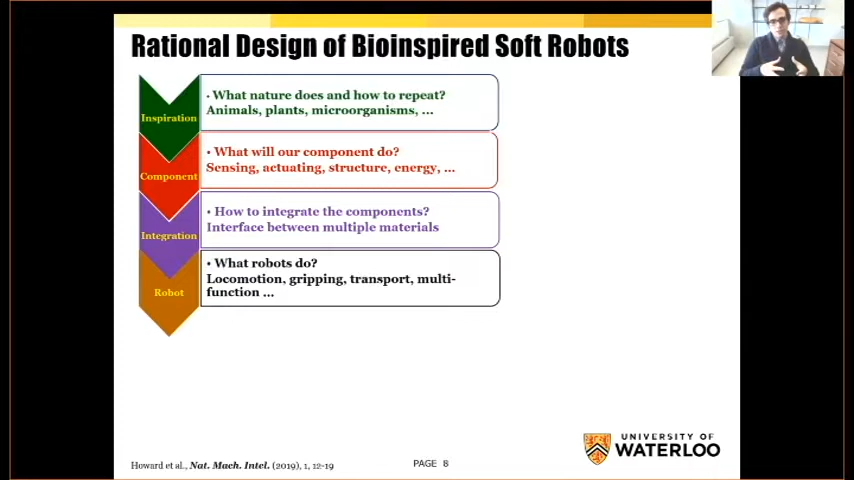 Rational Design of Bioinspired Soft Robots
Inspiration
• What nature does and how to repeat?
Animals, plants, microorganisms, ...
Component
• What will our component do?
Sensing, actuating, structure, energy, ...
Integration
• How to integrate the components?
Interface between multiple materials
Robot
• What robots do?
Locomotion, gripping, transport, multi-
function ...
UNIVERSITY OF
WATERLOO
Howard et al., Nat. Mach. Intel. (2019), 1, 12-19
PAGE 8